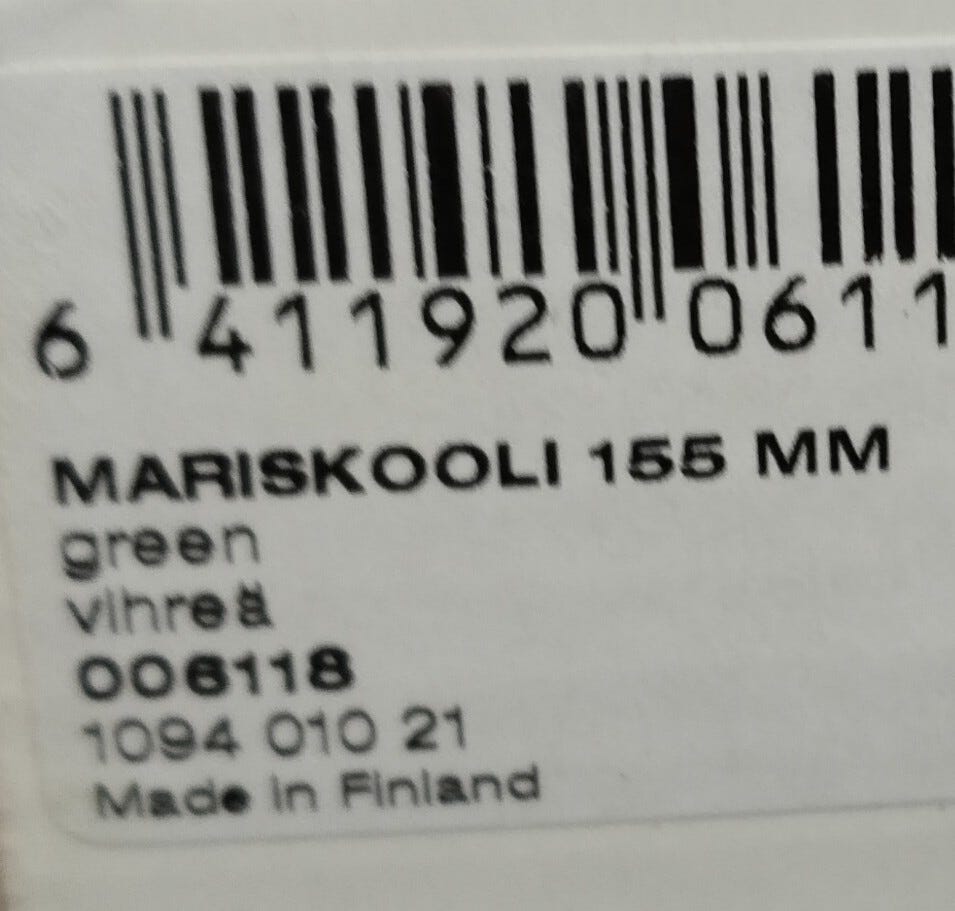 6 411920 0611
MARISKOOLI 155 MM
green
vihreä
006118
1094 010 21
Made in Finland